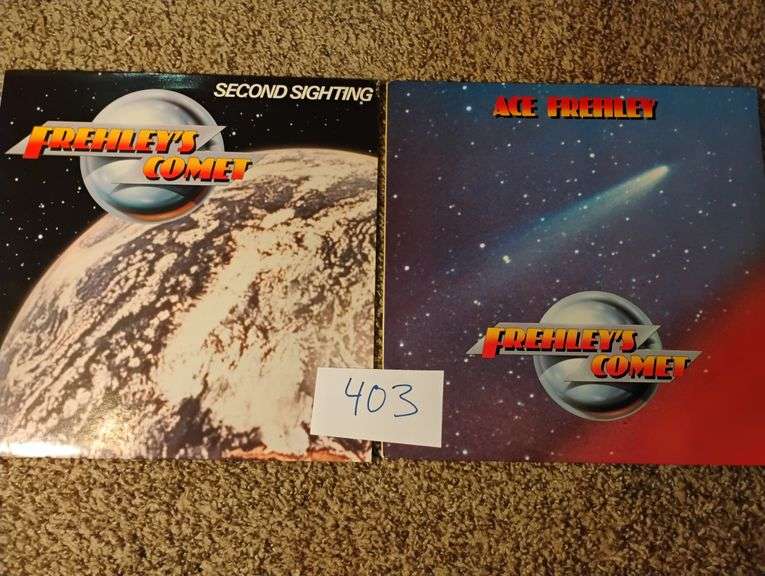 SECOND SIGHTING
FREHLEY'S
COMET
ACE FREHLEY
FREHLEY'S
COMET
403